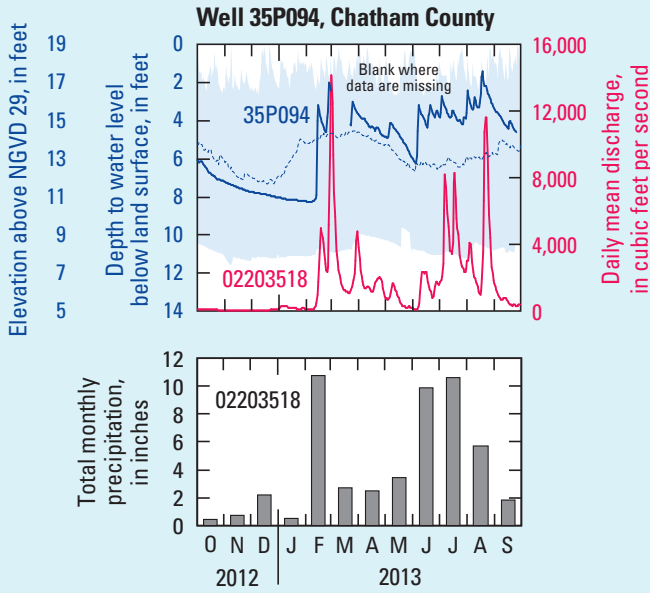 Well 35P094, Chatham County
Elevation above NGVD 29, in feet
19
17
15
13
11
9
7
5
Depth to water level
below land surface, in feet
0
2
4
6
8
10
12
14
35P094
Blank where
data are missing
02203518
16,000
12,000
8,000
4,000
0
Daily mean discharge,
in cubic feet per second
Total monthly
precipitation,
in inches
12
10
8
6
4
2
0
02203518
O N D J F M A M J J A S
2012 2013